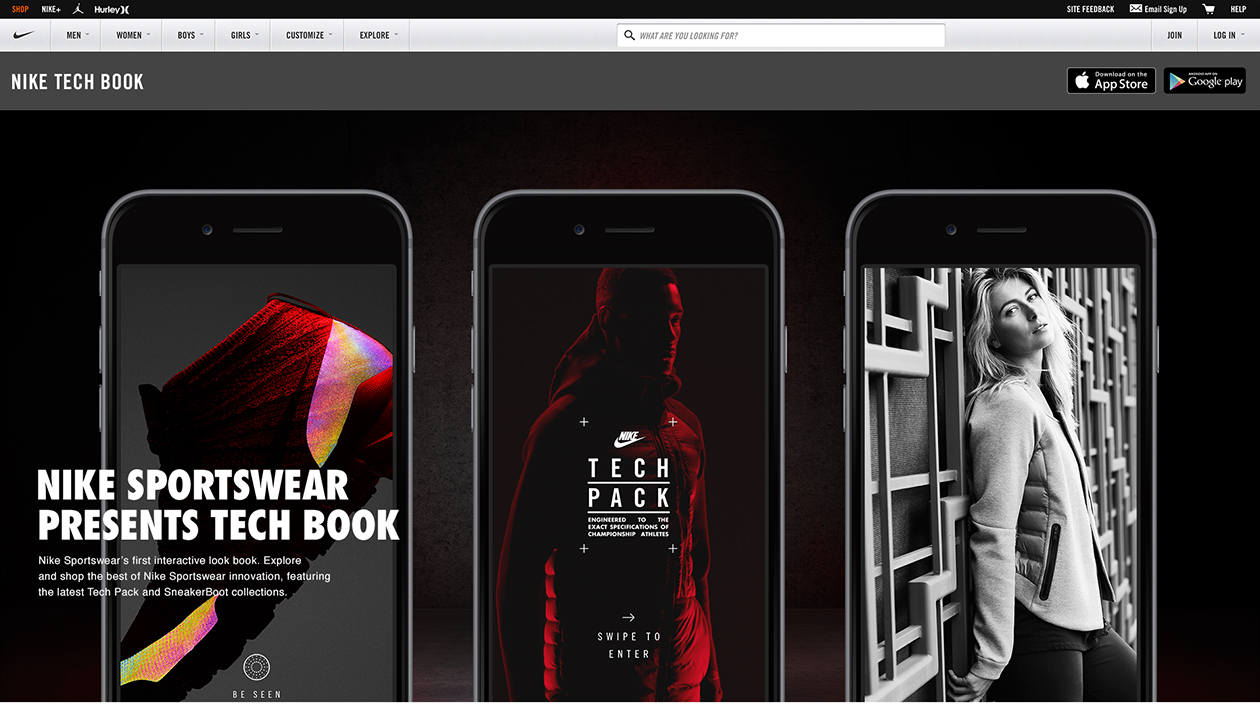 SHOP NIKE+ Hurley SITE FEEDBACK Email Sign Up HELP
MEN WOMEN BOYS GIRLS CUSTOMIZE EXPLORE WHAT ARE YOU LOOKING FOR? JOIN LOG IN
NIKE TECH BOOK
Download on the
App Store
ANDROID APP ON
Google play
NIKE SPORTSWEAR
PRESENTS TECH BOOK
Nike Sportswear's first interactive look book. Explore
and shop the best of Nike Sportswear innovation, featuring
the latest Tech Pack and SneakerBoot collections.
BE SEEN
NIKE
TECH
PACK
ENGINEERED TO THE
EXACT SPECIFICATIONS OF
CHAMPIONSHIP ATHLETES
SWIPE TO
ENTER